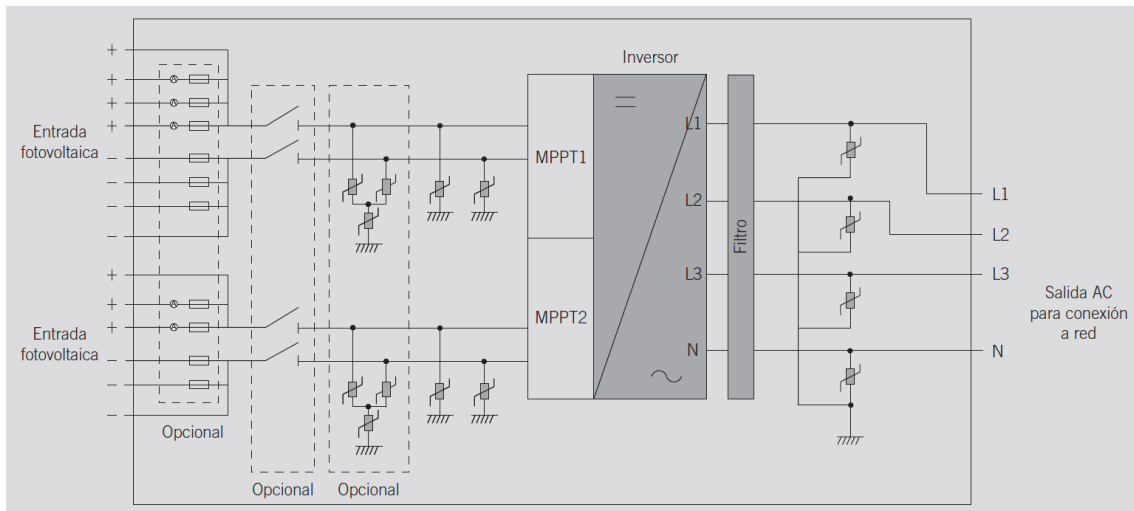 Inversor
+
+
+
+
Entrada
fotovoltaica
−
−
−
−
MPPT1
L1
L2
Filtro
L1
L2
+
+
+
Entrada
fotovoltaica
−
−
−
MPPT2
L3
N
L3
N
Salida AC
para conexión
a red
Opcional
Opcional
Opcional